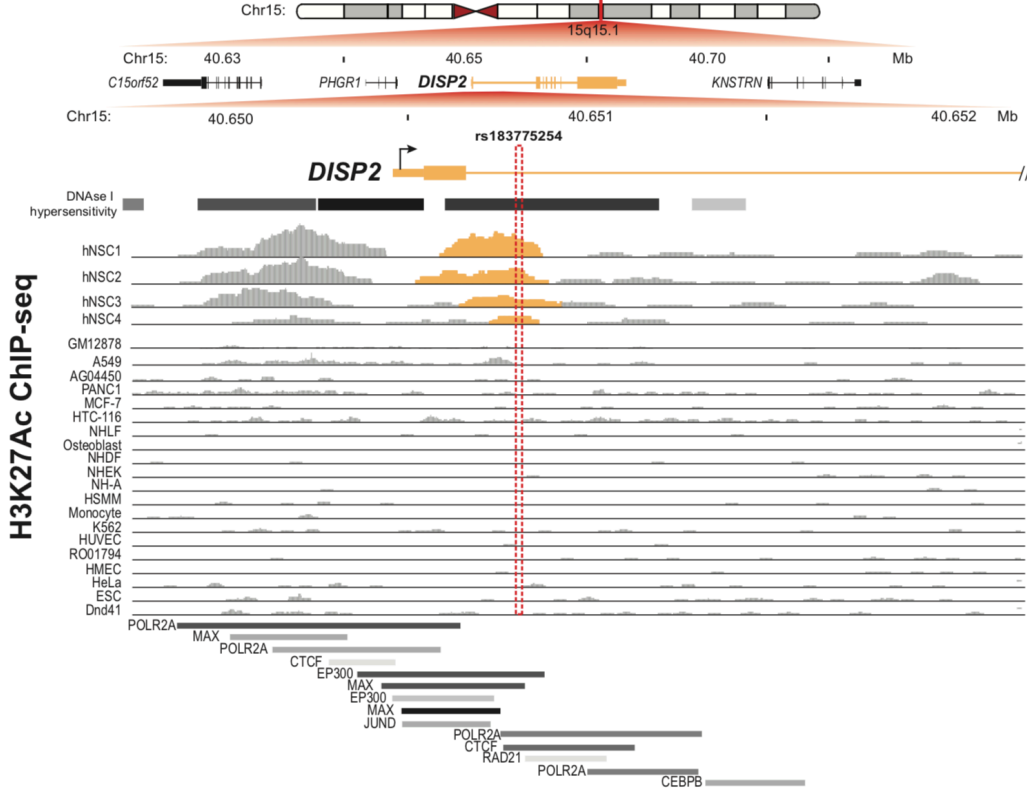 Chr15:
15q15.1
Chr15: 40.63 40.65 40.70 Mb
C15orf52 PHGR1 DISP2 KNSTRN
Chr15: 40.650 40.651 40.652 Mb
rs183775254
DISP2
DNAse I
hypersensitivity
H3K27Ac ChIP-seq
hNSC1
hNSC2
hNSC3
hNSC4
GM12878
A549
AG04450
PANC1
MCF-7
HTC-116
NHLF
Osteoblast
NHDF
NHEK
NH-A
HSMM
Monocyte
K562
HUVEC
RO01794
HMEC
HeLa
ESC
Dnd41
POLR2A
MAX
POLR2A
CTCF
EP300
MAX
EP300
MAX
JUND
POLR2A
CTCF
RAD21
POLR2A
CEBPB